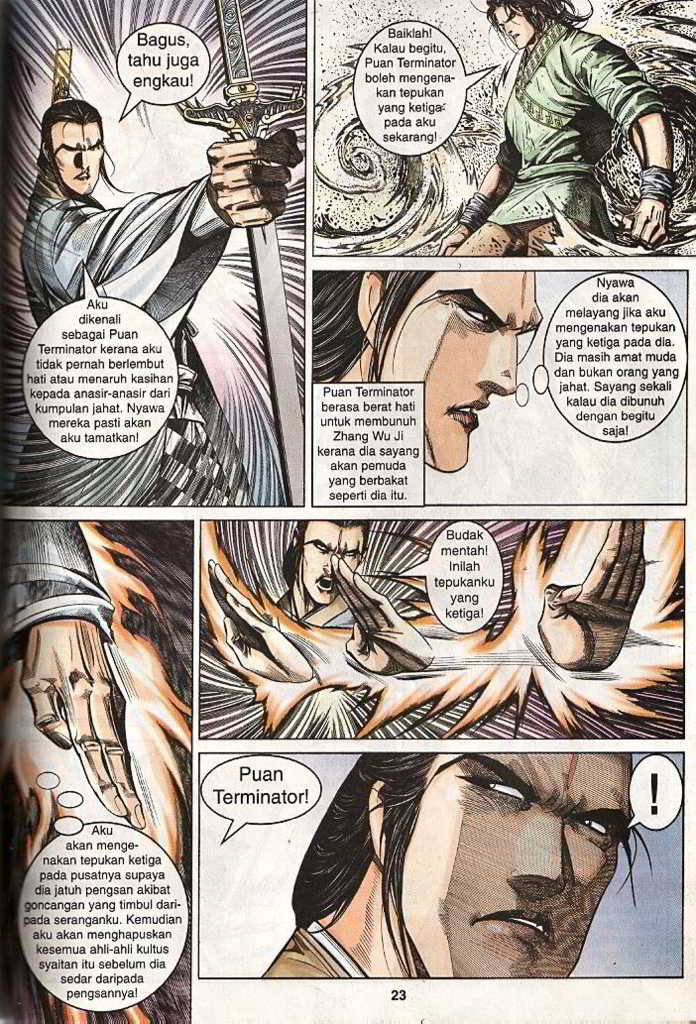 Bagus,
tahu juga
engkau!
Aku
dikenali
sebagai Puan
Terminator kerana aku
tidak pernah berlembut
hati atau menaruh kasihan
kepada anasir-anasir dari
kumpulan jahat. Nyawa
mereka pasti akan
aku tamatkan!
Baiklah!
Kalau begitu,
Puan Terminator
boleh mengena-
kan tepukan
yang ketiga
pada aku
sekarang!
Puan Terminator
berasa berat hati
untuk membunuh
Zhang Wu Ji
kerana dia sayang
akan pemuda
yang berbakat
seperti dia itu.
Nyawa
dia akan
melayang jika aku
mengenakan tepukan
yang ketiga pada dia.
Dia masih amat muda
dan bukan orang yang
jahat. Sayang sekali
kalau dia dibunuh
dengan begitu
saja!
Aku
akan menge-
nakan tepukan ketiga
pada pusatnya supaya
dia jatuh pengsan akibat
goncangan yang timbul dari-
pada seranganku. Kemudian
aku akan menghapuskan
kesemua ahli-ahli kultus
syaitan itu sebelum dia
sedar daripada
pengsannya!
Budak
mentah!
Inilah
tepukanku
yang
ketiga!
Puan
Terminator!
!
23